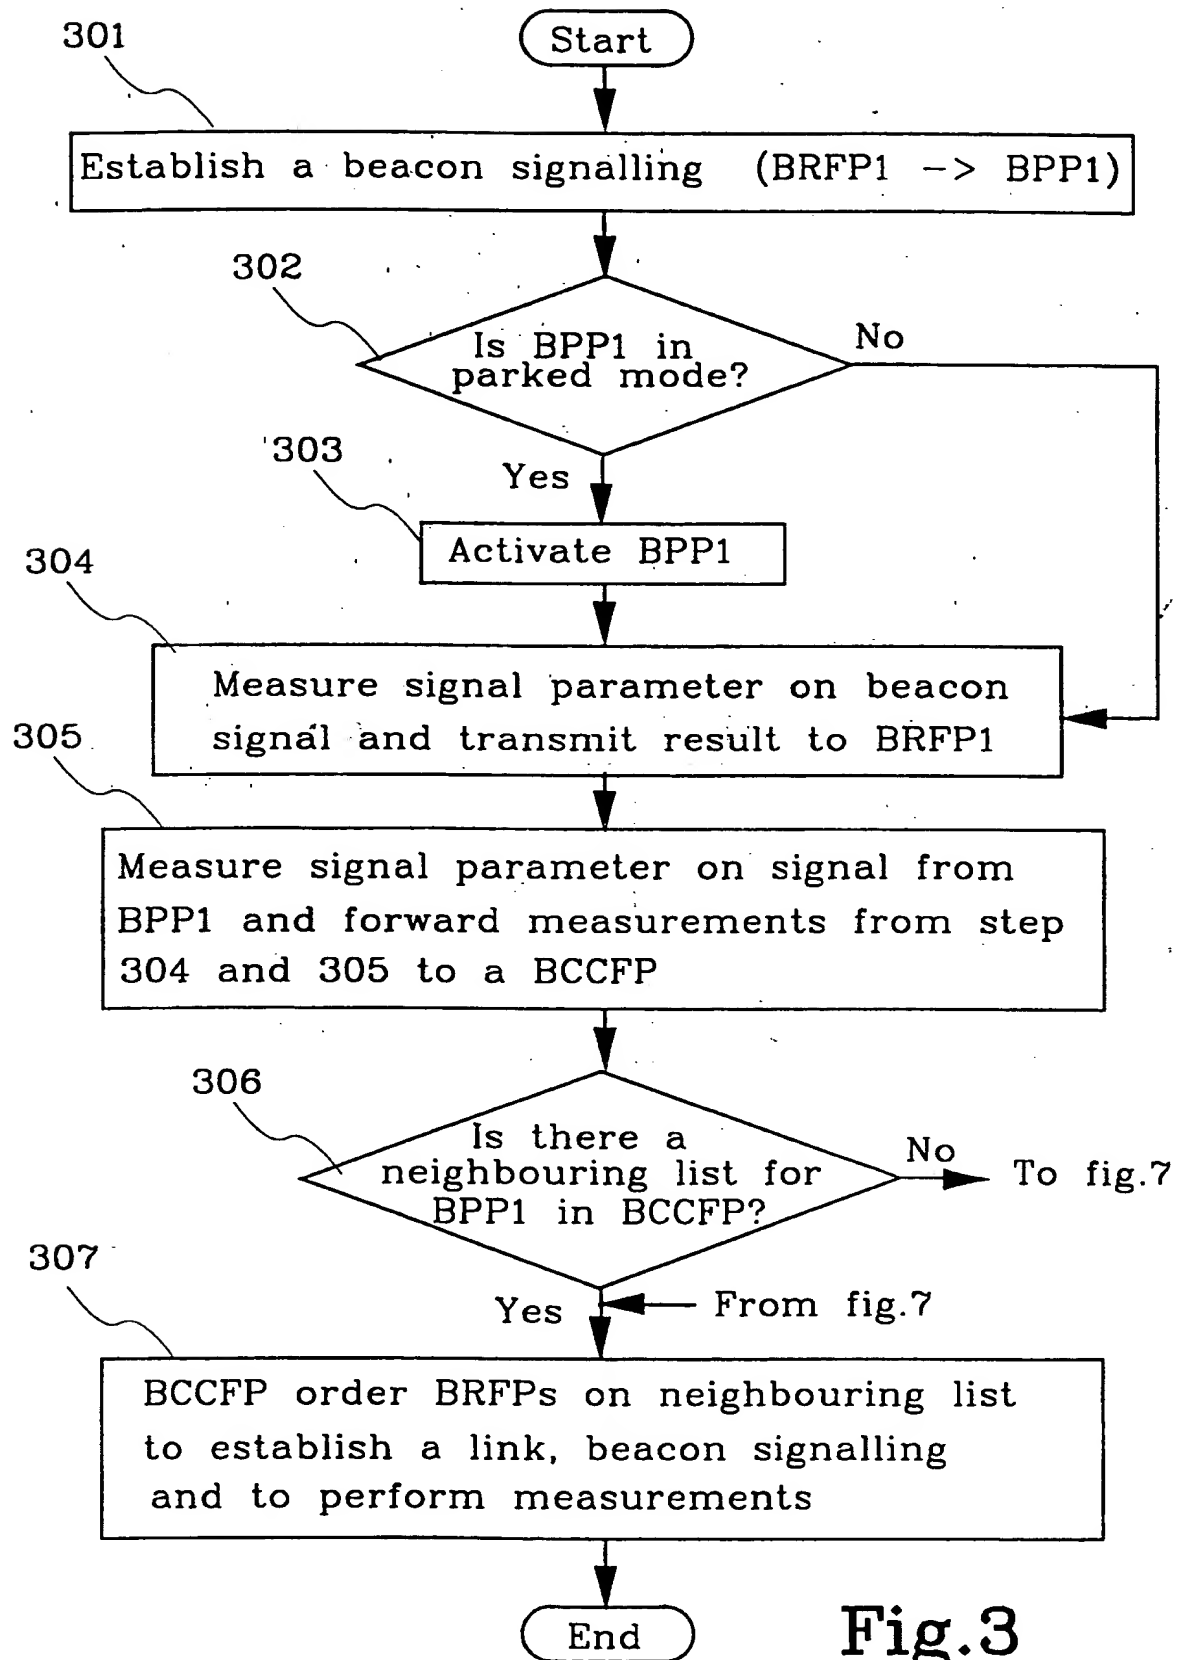 301
Start
Establish a beacon signalling (BRFP1 -> BPP1)
302
Is BPP1 in
parked mode?
No
303
Yes
Activate BPP1
304
Measure signal parameter on beacon
signal and transmit result to BRFP1
305
Measure signal parameter on signal from
BPP1 and forward measurements from step
304 and 305 to a BCCFP
306
Is there a
neighbouring list for
BPP1 in BCCFP?
No
To fig.7
307
Yes
From fig.7
BCCFP order BRFPs on neighbouring list
to establish a link, beacon signalling
and to perform measurements
End
Fig.3